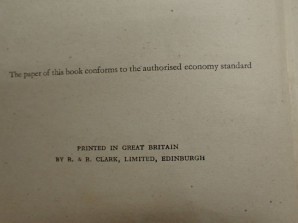 The paper of this book conforms to the authorised economy standard
PRINTED IN GREAT BRITAIN
BY R. & R. CLARK, LIMITED, EDINBURGH